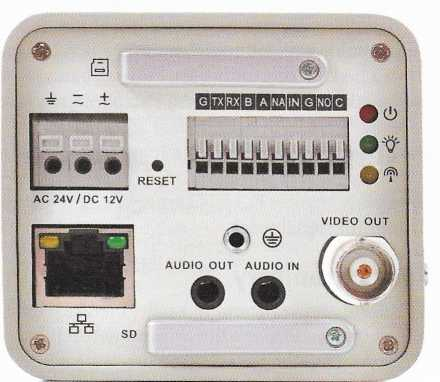 G TX RX B A NA IN G NO C
RESET
AC 24V / DC 12V
VIDEO OUT
AUDIO OUT AUDIO IN
SD